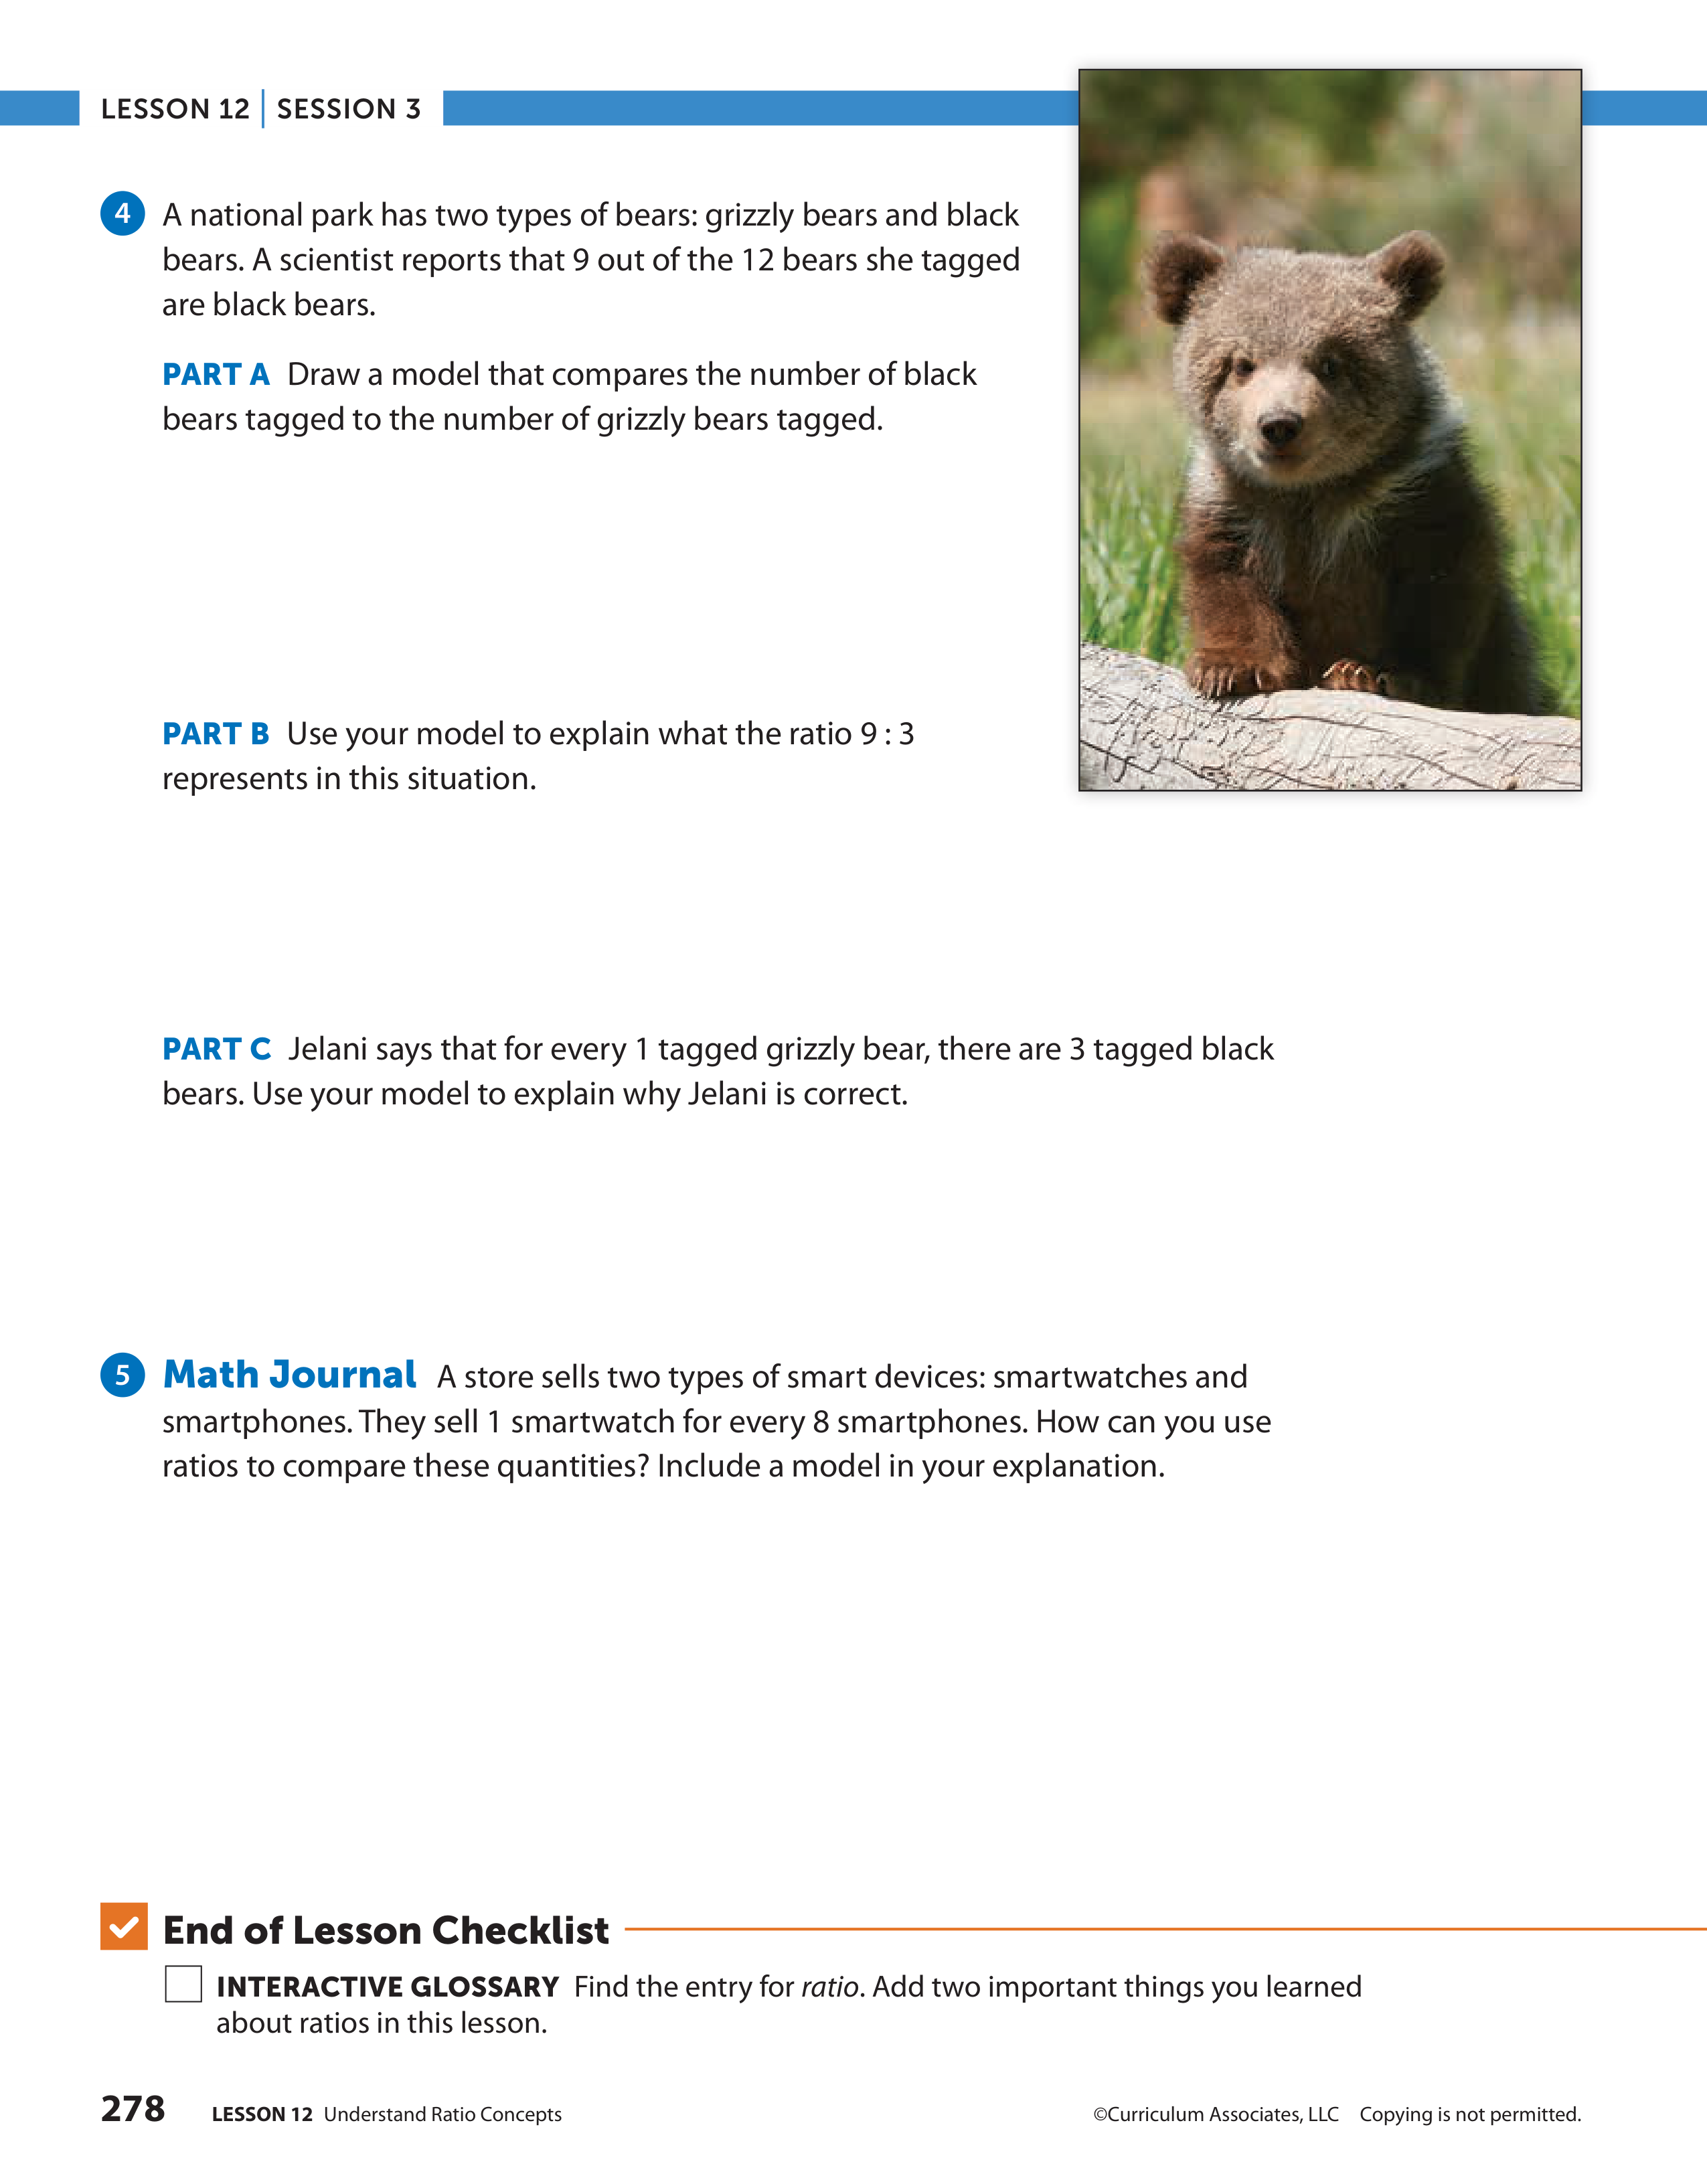 LESSON 12 | SESSION 3
4 A national park has two types of bears: grizzly bears and black
bears. A scientist reports that 9 out of the 12 bears she tagged
are black bears.
PART A Draw a model that compares the number of black
bears tagged to the number of grizzly bears tagged.
PART B Use your model to explain what the ratio 9 : 3
represents in this situation.
PART C Jelani says that for every 1 tagged grizzly bear, there are 3 tagged black
bears. Use your model to explain why Jelani is correct.
5 Math Journal A store sells two types of smart devices: smartwatches and
smartphones. They sell 1 smartwatch for every 8 smartphones. How can you use
ratios to compare these quantities? Include a model in your explanation.
End of Lesson Checklist
INTERACTIVE GLOSSARY Find the entry for ratio. Add two important things you learned
about ratios in this lesson.
278 LESSON 12 Understand Ratio Concepts ©Curriculum Associates, LLC Copying is not permitted.